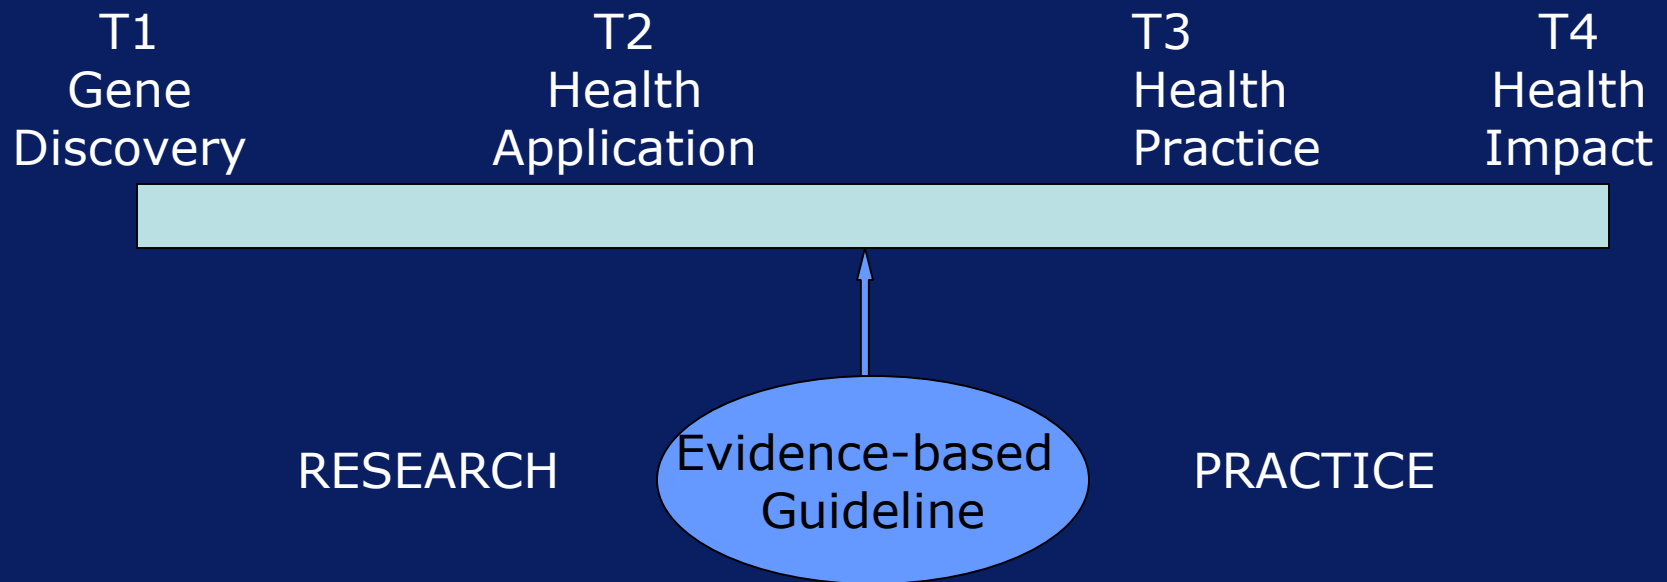 T1
Gene
Discovery
T2
Health
Application
T3
Health
Practice
T4
Health
Impact
RESEARCH
Evidence-based
Guideline
PRACTICE